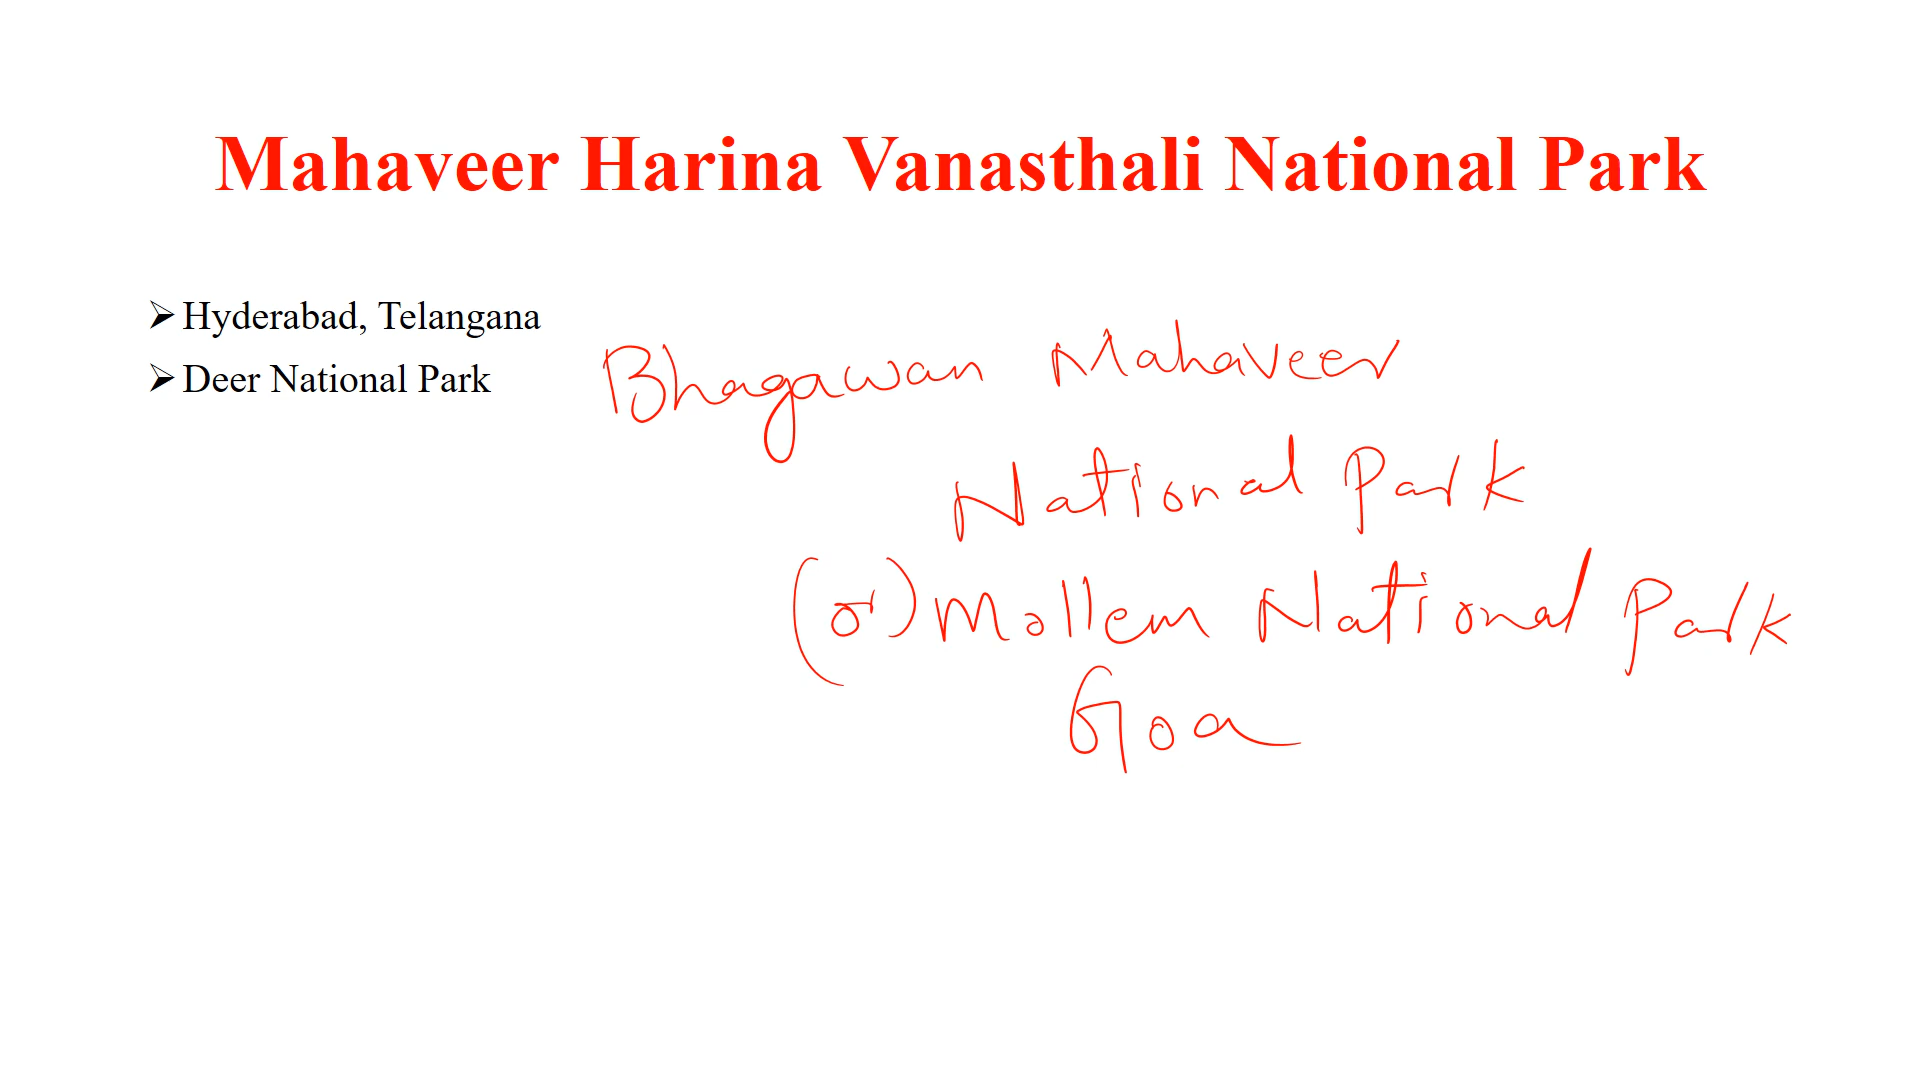 Mahaveer Harina Vanasthali National Park
➢ Hyderabad, Telangana
➢ Deer National Park
Bhagawan Mahaveer
National Park
(or) Mollem National Park
Goa